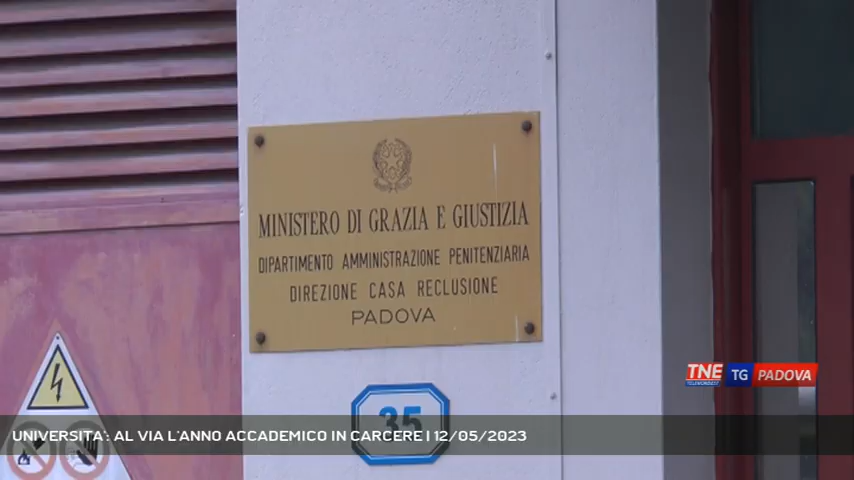 MINISTERO DI GRAZIA E GIUSTIZIA
DIPARTIMENTO AMMINISTRAZIONE PENITENZIARIA
DIREZIONE CASA RECLUSIONE
PADOVA
TNE TG PADOVA
TELENORDEST
35
UNIVERSITA`: AL VIA L`ANNO ACCADEMICO IN CARCERE | 12/05/2023